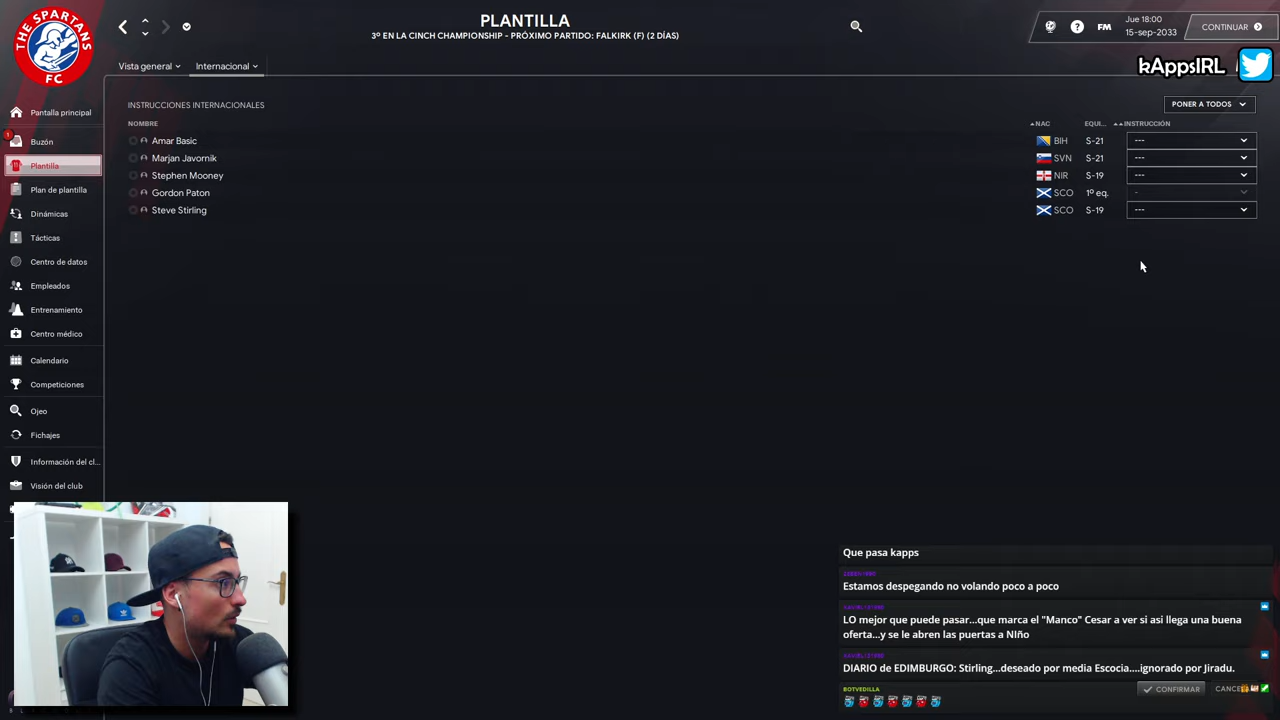 THE SPARTANS
FC
PLANTILLA
3º EN LA CINCH CHAMPIONSHIP - PRÓXIMO PARTIDO: FALKIRK (F) (2 DÍAS)
FM
Jue 18:00
15-sep-2033
CONTINUAR
kAppsIRL
Vista general
Internacional
Pantalla principal
1
Buzón
Plantilla
Plan de plantilla
Dinámicas
Tácticas
Centro de datos
Empleados
Entrenamiento
Centro médico
Calendario
Competiciones
Ojeo
Fichajes
Información del cl...
Visión del club
INSTRUCCIONES INTERNACIONALES
PONER A TODOS
NOMBRE NAC EQUI... INSTRUCCIÓN
Amar Basic BIH S-21 ---
Marjan Javornik SVN S-21 ---
Stephen Mooney NIR S-19 ---
Gordon Paton SCO 1º eq. -
Steve Stirling SCO S-19 ---
Que pasa kapps
Estamos despegando no volando poco a poco
LO mejor que puede pasar...que marca el "Manco" Cesar a ver si asi llega una buena
oferta...y se le abren las puertas a NIño
DIARIO de EDIMBURGO: Stirling...deseado por media Escocia....ignorado por Jiradu.
BOTVEDILLA
CONFIRMAR